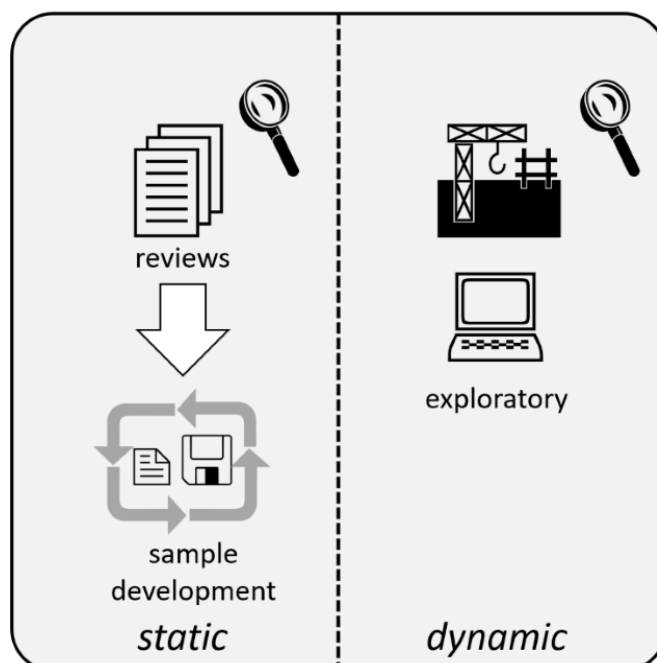 reviews
exploratory
sample
development
static
dynamic